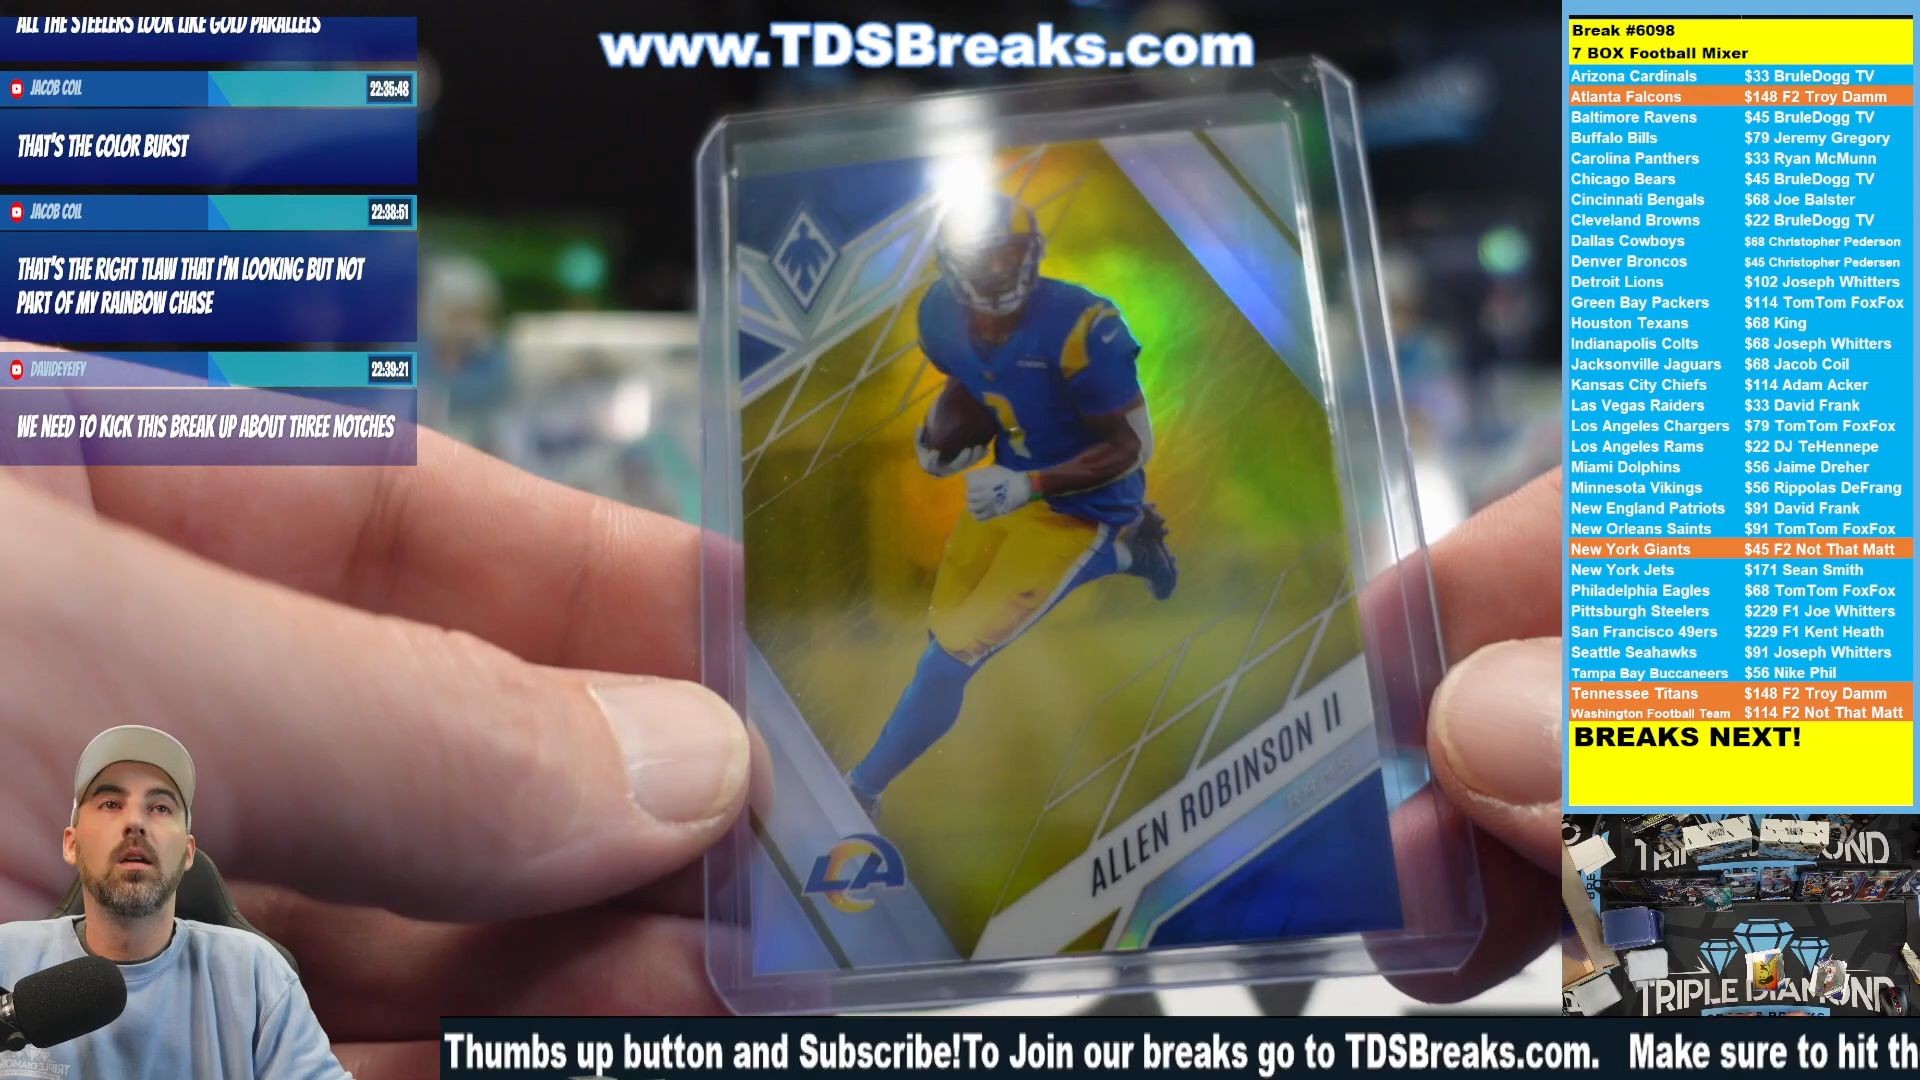 ALL THE STEELERS LOOK LIKE GOLD PARALLELS
JACOB COIL
22:35:48
THAT'S THE COLOR BURST
JACOB COIL
22:38:51
THAT'S THE RIGHT TLAW THAT I'M LOOKING BUT NOT
PART OF MY RAINBOW CHASE
DAVIDEYEIFY
22:39:21
WE NEED TO KICK THIS BREAK UP ABOUT THREE NOTCHES
www.TDSBreaks.com
1
ALLEN ROBINSON II
RAMS
LA
Break #6098
7 BOX Football Mixer
Arizona Cardinals $33 BruleDogg TV
Atlanta Falcons $148 F2 Troy Damm
Baltimore Ravens $45 BruleDogg TV
Buffalo Bills $79 Jeremy Gregory
Carolina Panthers $33 Ryan McMunn
Chicago Bears $45 BruleDogg TV
Cincinnati Bengals $68 Joe Balster
Cleveland Browns $22 BruleDogg TV
Dallas Cowboys $68 Christopher Pederson
Denver Broncos $45 Christopher Pedersen
Detroit Lions $102 Joseph Whitters
Green Bay Packers $114 TomTom FoxFox
Houston Texans $68 King
Indianapolis Colts $68 Joseph Whitters
Jacksonville Jaguars $68 Jacob Coil
Kansas City Chiefs $114 Adam Acker
Las Vegas Raiders $33 David Frank
Los Angeles Chargers $79 TomTom FoxFox
Los Angeles Rams $22 DJ TeHennepe
Miami Dolphins $56 Jaime Dreher
Minnesota Vikings $56 Rippolas DeFrang
New England Patriots $91 David Frank
New Orleans Saints $91 TomTom FoxFox
New York Giants $45 F2 Not That Matt
New York Jets $171 Sean Smith
Philadelphia Eagles $68 TomTom FoxFox
Pittsburgh Steelers $229 F1 Joe Whitters
San Francisco 49ers $229 F1 Kent Heath
Seattle Seahawks $91 Joseph Whitters
Tampa Bay Buccaneers $56 Nike Phil
Tennessee Titans $148 F2 Troy Damm
Washington Football Team $114 F2 Not That Matt
BREAKS NEXT!
TRIPLE DIAMOND
Thumbs up button and Subscribe!To Join our breaks go to TDSBreaks.com. Make sure to hit th